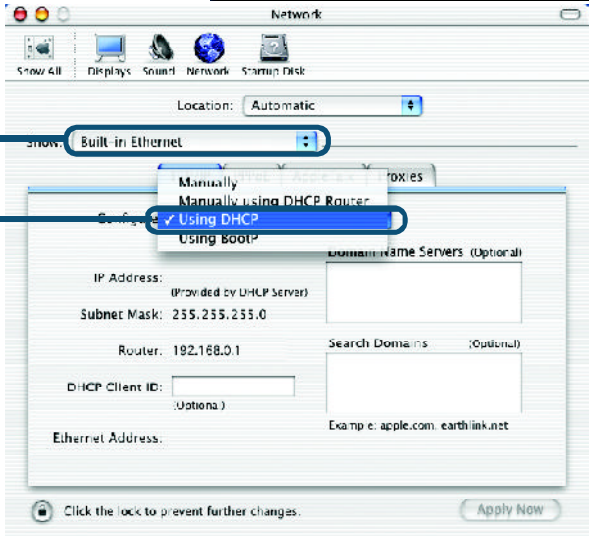 Network
Show All Displays Sound Network Startup Disk
Location: Automatic
Show: Built-in Ethernet
Proxies
Manually
Manually using DHCP Router
Configure
✓ Using DHCP
Using BootP
Domain Name Servers (Optional)
IP Address:
(Provided by DHCP Server)
Subnet Mask: 255.255.255.0
Router: 192.168.0.1
Search Domains (Optional)
DHCP Client ID:
(Optional)
Example: apple.com, earthlink.net
Ethernet Address:
Click the lock to prevent further changes.
Apply Now